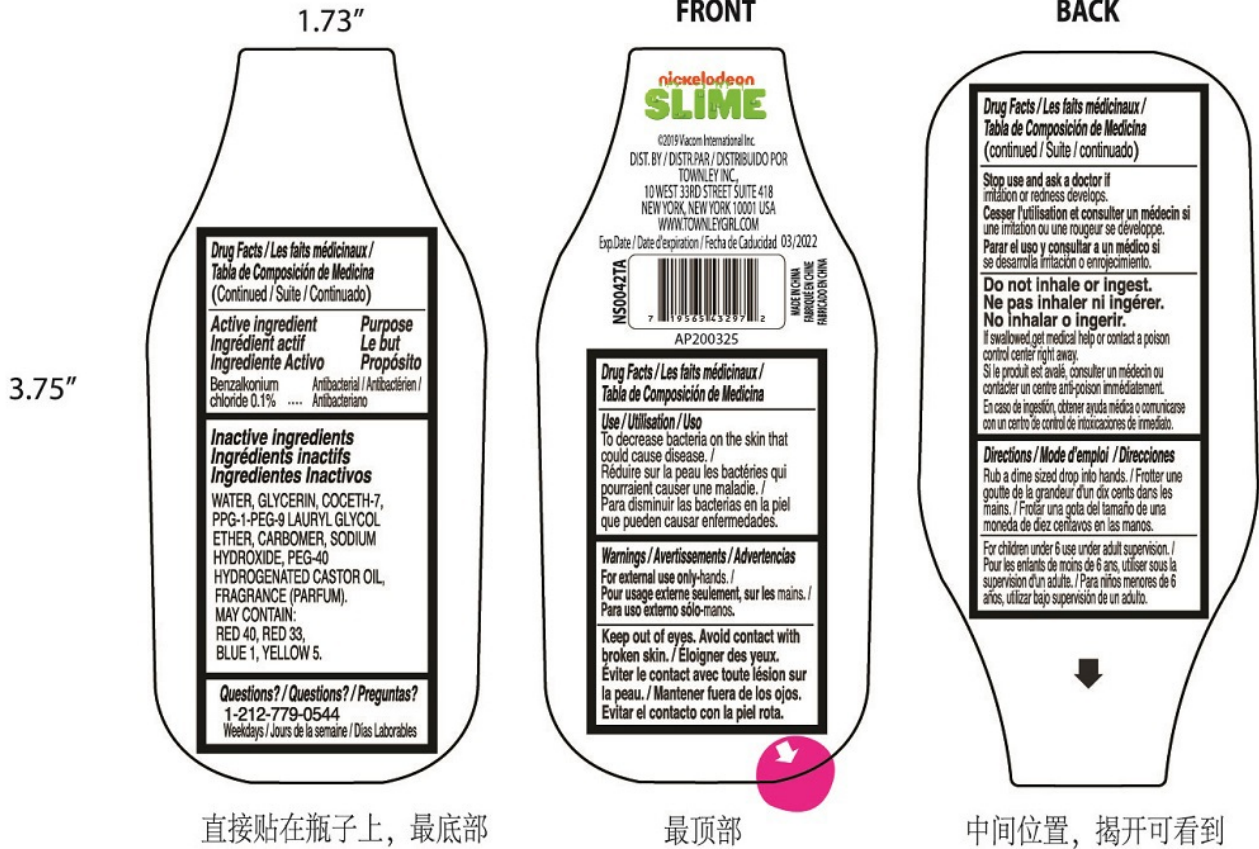 1.73”
3.75”
Drug Facts / Les faits médicinaux /
Tabla de Composición de Medicina
(Continued / Suite / Continuado)
Active ingredient Purpose
Ingrédient actif Le but
Ingrediente Activo Propósito
Benzalkonium Antibacterial / Antibactérien /
chloride 0.1% .... Antibacteriano
Inactive ingredients
Ingrédients inactifs
Ingredientes Inactivos
WATER, GLYCERIN, COCETH-7,
PPG-1-PEG-9 LAURYL GLYCOL
ETHER, CARBOMER, SODIUM
HYDROXIDE, PEG-40
HYDROGENATED CASTOR OIL,
FRAGRANCE (PARFUM).
MAY CONTAIN:
RED 40, RED 33,
BLUE 1, YELLOW 5.
Questions? / Questions? / Preguntas?
1-212-779-0544
Weekdays / Jours de la semaine / Días Laborables
直接贴在瓶子上，最底部
FRONT
nickelodeon
SLIME
©2019 Viacom International Inc.
DIST. BY / DISTR.PAR / DISTRIBUIDO POR
TOWNLEY INC.,
10 WEST 33RD STREET SUITE 418
NEW YORK, NEW YORK 10001 USA
WWW.TOWNLEYGIRL.COM
Exp.Date / Date d'expiration / Fecha de Caducidad 03/2022
NS0042TA
7 19565 43297 2
MADE IN CHINA
FABRIQUÉ EN CHINE
FABRICADO EN CHINA
AP200325
Drug Facts / Les faits médicinaux /
Tabla de Composición de Medicina
Use / Utilisation / Uso
To decrease bacteria on the skin that
could cause disease. /
Réduire sur la peau les bactéries qui
pourraient causer une maladie. /
Para disminuir las bacterias en la piel
que pueden causar enfermedades.
Warnings / Avertissements / Advertencias
For external use only-hands. /
Pour usage externe seulement, sur les mains. /
Para uso externo sólo-manos.
Keep out of eyes. Avoid contact with
broken skin. / Éloigner des yeux.
Éviter le contact avec toute lésion sur
la peau. / Mantener fuera de los ojos.
Evitar el contacto con la piel rota.
最顶部
BACK
Drug Facts / Les faits médicinaux /
Tabla de Composición de Medicina
(continued / Suite / continuado)
Stop use and ask a doctor if
irritation or redness develops.
Cesser l'utilisation et consulter un médecin si
une irritation ou une rougeur se développe.
Parar el uso y consultar a un médico si
se desarrolla irritación o enrojecimiento.
Do not inhale or ingest.
Ne pas inhaler ni ingérer.
No inhalar o ingerir.
If swallowed,get medical help or contact a poison
control center right away.
Si le produit est avalé, consulter un médecin ou
contacter un centre anti-poison immédiatement.
En caso de ingestión, obtener ayuda médica o comunicarse
con un centro de control de intoxicaciones de inmediato.
Directions / Mode d'emploi / Direcciones
Rub a dime sized drop into hands. / Frotter une
goutte de la grandeur d'un dix cents dans les
mains. / Frotar una gota del tamaño de una
moneda de diez centavos en las manos.
For children under 6 use under adult supervision. /
Pour les enfants de moins de 6 ans, utiliser sous la
supervision d'un adulte. / Para niños menores de 6
años, utilizar bajo supervisión de un adulto.
中间位置，揭开可看到